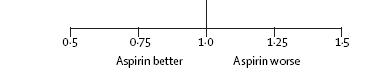 0·5 0·75 1·0 1·25 1·5
Aspirin better Aspirin worse